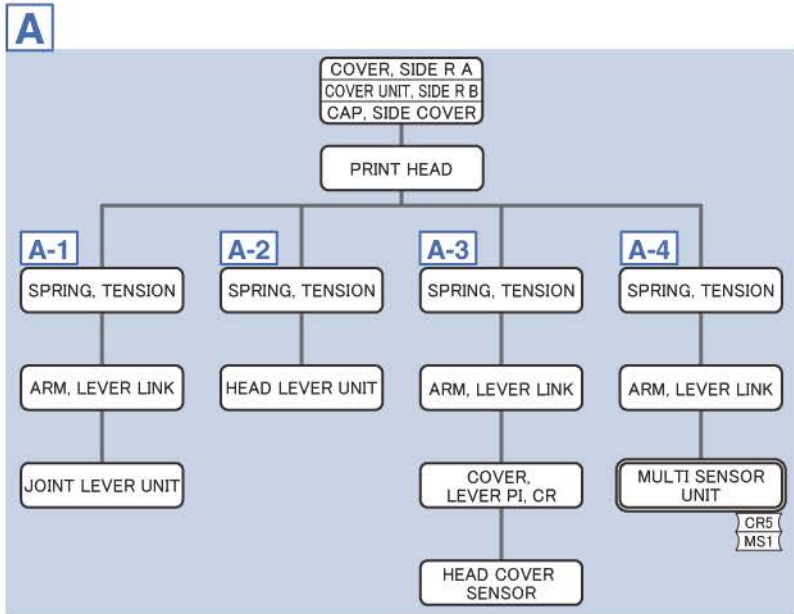 A
COVER, SIDE R A
COVER UNIT, SIDE R B
CAP, SIDE COVER
PRINT HEAD
A-1
SPRING, TENSION
ARM, LEVER LINK
JOINT LEVER UNIT
A-2
SPRING, TENSION
HEAD LEVER UNIT
A-3
SPRING, TENSION
ARM, LEVER LINK
COVER,
LEVER PI, CR
HEAD COVER
SENSOR
A-4
SPRING, TENSION
ARM, LEVER LINK
MULTI SENSOR
UNIT
CR5
MS1